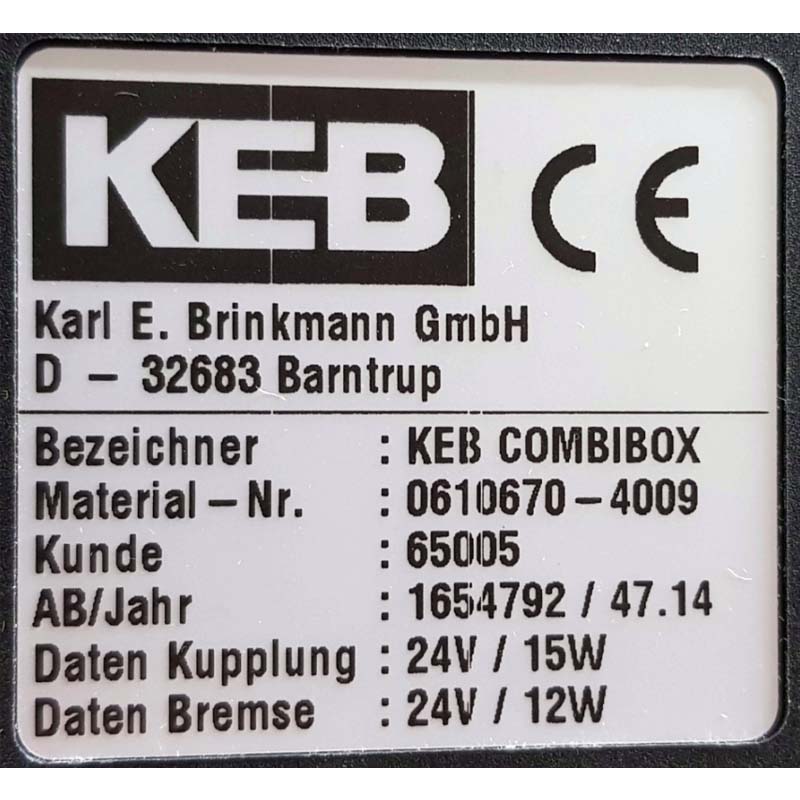 KEB CE
Karl E. Brinkmann GmbH
D – 32683 Barntrup
Bezeichner : KEB COMBIBOX
Material – Nr. : 0610670 – 4009
Kunde : 65005
AB/Jahr : 1654792 / 47.14
Daten Kupplung : 24V / 15W
Daten Bremse : 24V / 12W